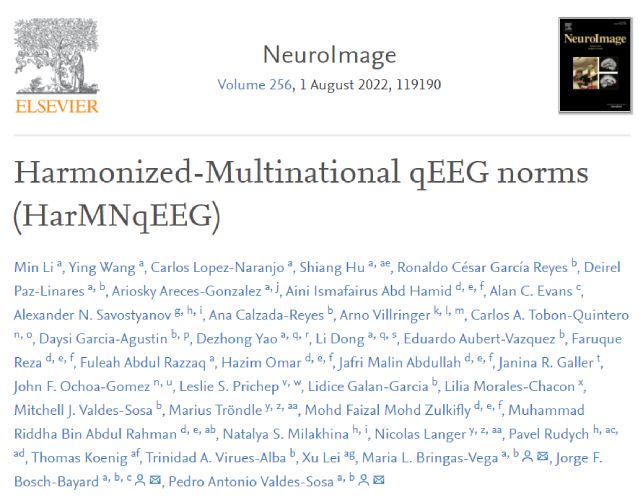 NeuroImage
Volume 256, 1 August 2022, 119190
ELSEVIER
NeuroImage
Harmonized-Multinational qEEG norms
(HarMNqEEG)
Min Li a, Ying Wang a, Carlos Lopez-Naranjo a, Shiang Hu a, ae, Ronaldo César García Reyes b, Deirel
Paz-Linares a, b, Ariosky Areces-Gonzalez a, j, Aini Ismafairus Abd Hamid d, e, f, Alan C. Evans c,
Alexander N. Savostyanov g, h, i, Ana Calzada-Reyes b, Arno Villringer k, l, m, Carlos A. Tobon-Quintero
n, o, Daysi Garcia-Agustin b, p, Dezhong Yao a, q, r, Li Dong a, q, s, Eduardo Aubert-Vazquez b, Faruque
Reza d, e, f, Fuleah Abdul Razzaq a, Hazim Omar d, e, f, Jafri Malin Abdullah d, e, f, Janina R. Galler t,
John F. Ochoa-Gomez n, u, Leslie S. Prichep v, w, Lidice Galan-Garcia b, Lilia Morales-Chacon x,
Mitchell J. Valdes-Sosa b, Marius Tröndle y, z, aa, Mohd Faizal Mohd Zulkifly d, e, f, Muhammad
Riddha Bin Abdul Rahman d, e, ab, Natalya S. Milakhina h, i, Nicolas Langer y, z, aa, Pavel Rudych h, ac,
ad, Thomas Koenig af, Trinidad A. Virues-Alba b, Xu Lei ag, Maria L. Bringas-Vega a, b, Jorge F.
Bosch-Bayard a, b, c, Pedro Antonio Valdes-Sosa a, b